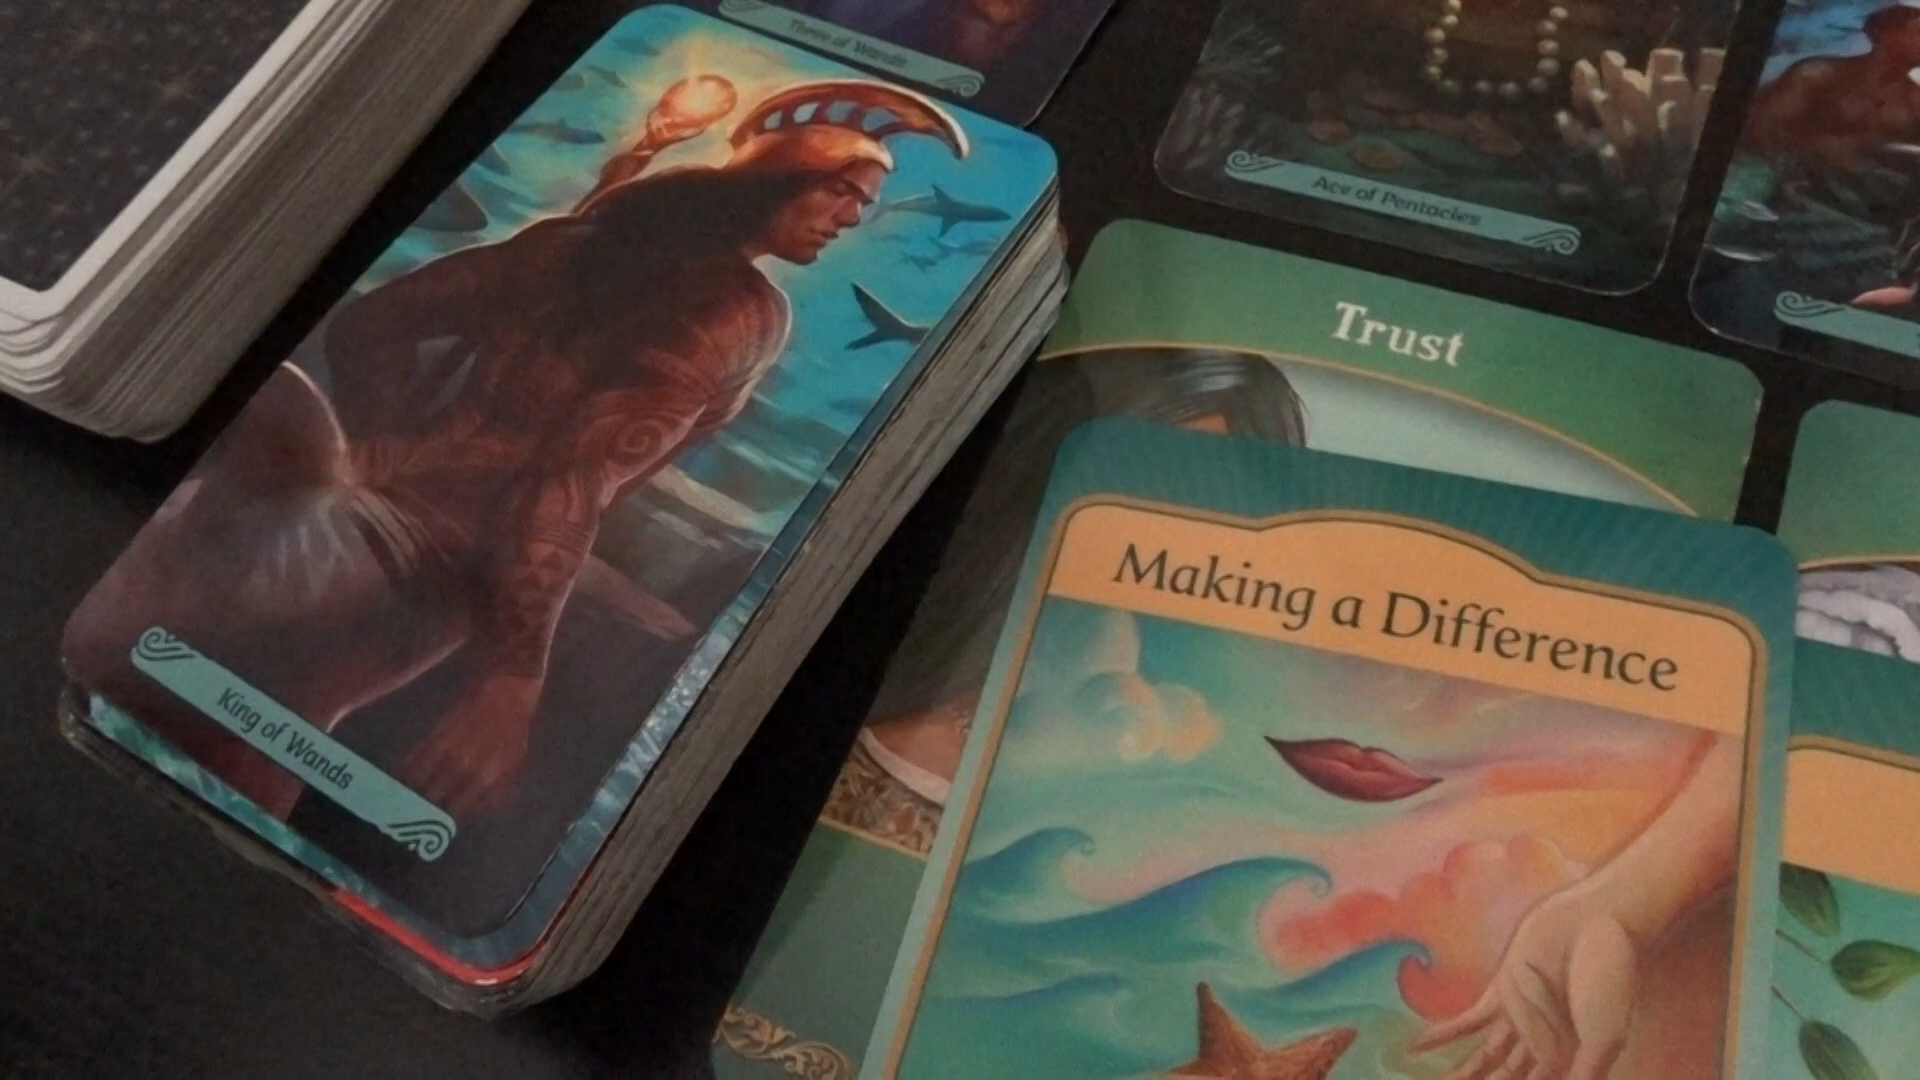 Three of Wands
Ace of Pentacles
Trust
Making a Difference
King of Wands